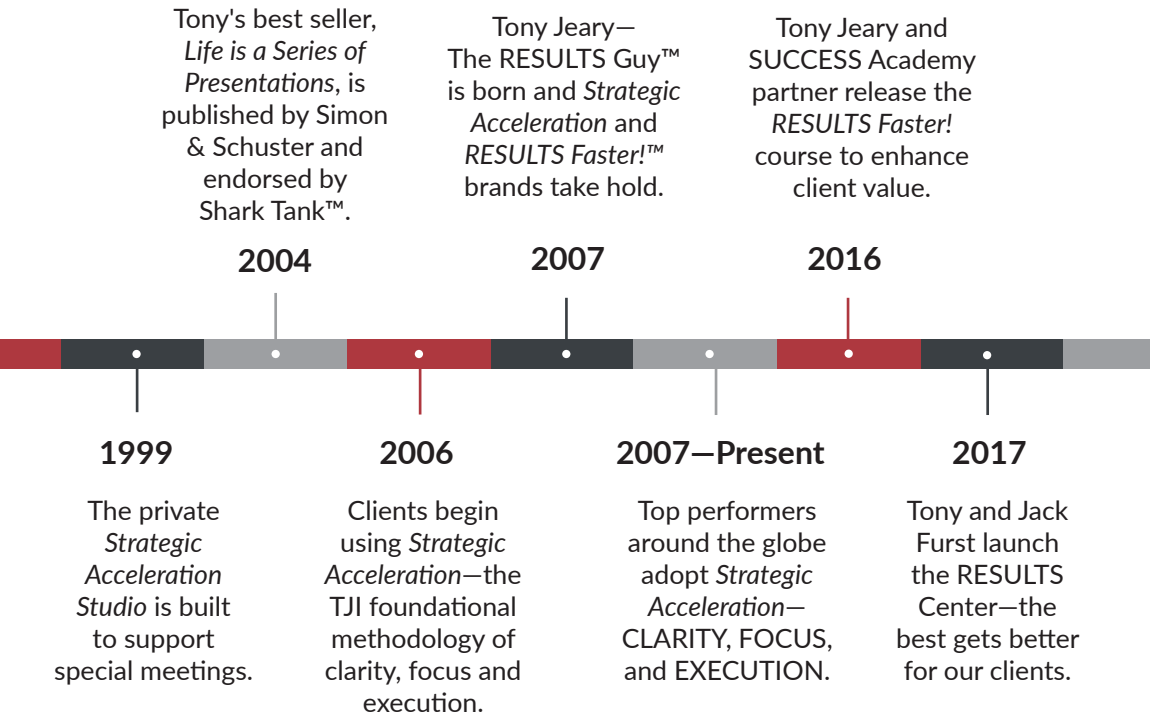 Tony's best seller,
Life is a Series of
Presentations, is
published by Simon
& Schuster and
endorsed by
Shark Tank™.
2004
Tony Jeary—
The RESULTS Guy™
is born and Strategic
Acceleration and
RESULTS Faster!™
brands take hold.
2007
Tony Jeary and
SUCCESS Academy
partner release the
RESULTS Faster!
course to enhance
client value.
2016
1999
The private
Strategic
Acceleration
Studio is built
to support
special meetings.
2006
Clients begin
using Strategic
Acceleration—the
TJI foundational
methodology of
clarity, focus and
execution.
2007—Present
Top performers
around the globe
adopt Strategic
Acceleration—
CLARITY, FOCUS,
and EXECUTION.
2017
Tony and Jack
Furst launch
the RESULTS
Center—the
best gets better
for our clients.